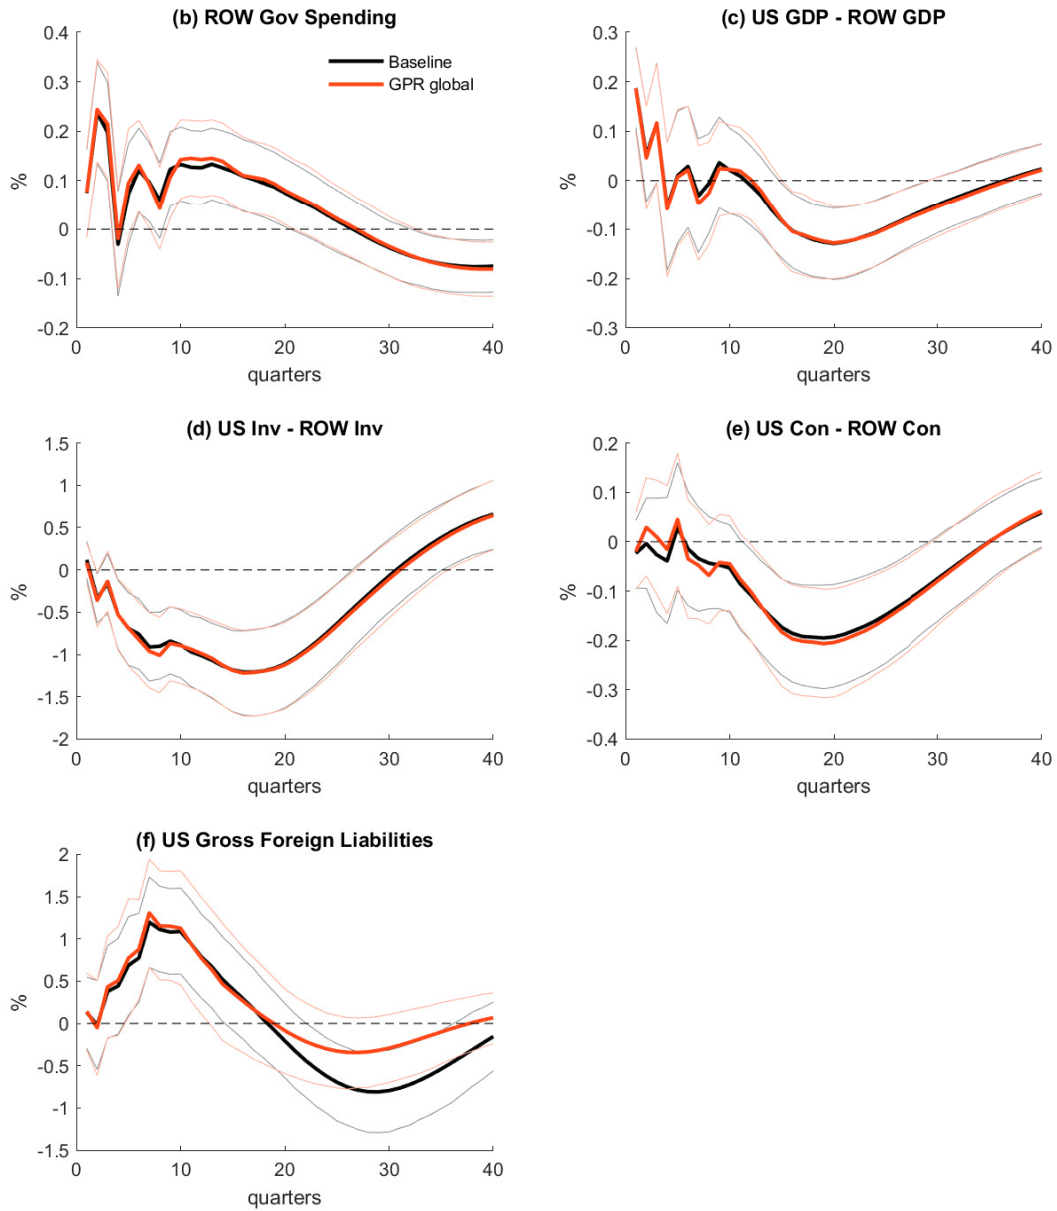 (b) ROW Gov Spending
0.4
0.3
0.2
0.1
0
-0.1
-0.2
%
0 10 20 30 40
quarters
Baseline
GPR global
(c) US GDP - ROW GDP
0.3
0.2
0.1
0
-0.1
-0.2
-0.3
%
0 10 20 30 40
quarters
(d) US Inv - ROW Inv
1.5
1
0.5
0
-0.5
-1
-1.5
-2
%
0 10 20 30 40
quarters
(e) US Con - ROW Con
0.2
0.1
0
-0.1
-0.2
-0.3
-0.4
%
0 10 20 30 40
quarters
(f) US Gross Foreign Liabilities
2
1.5
1
0.5
0
-0.5
-1
-1.5
%
0 10 20 30 40
quarters